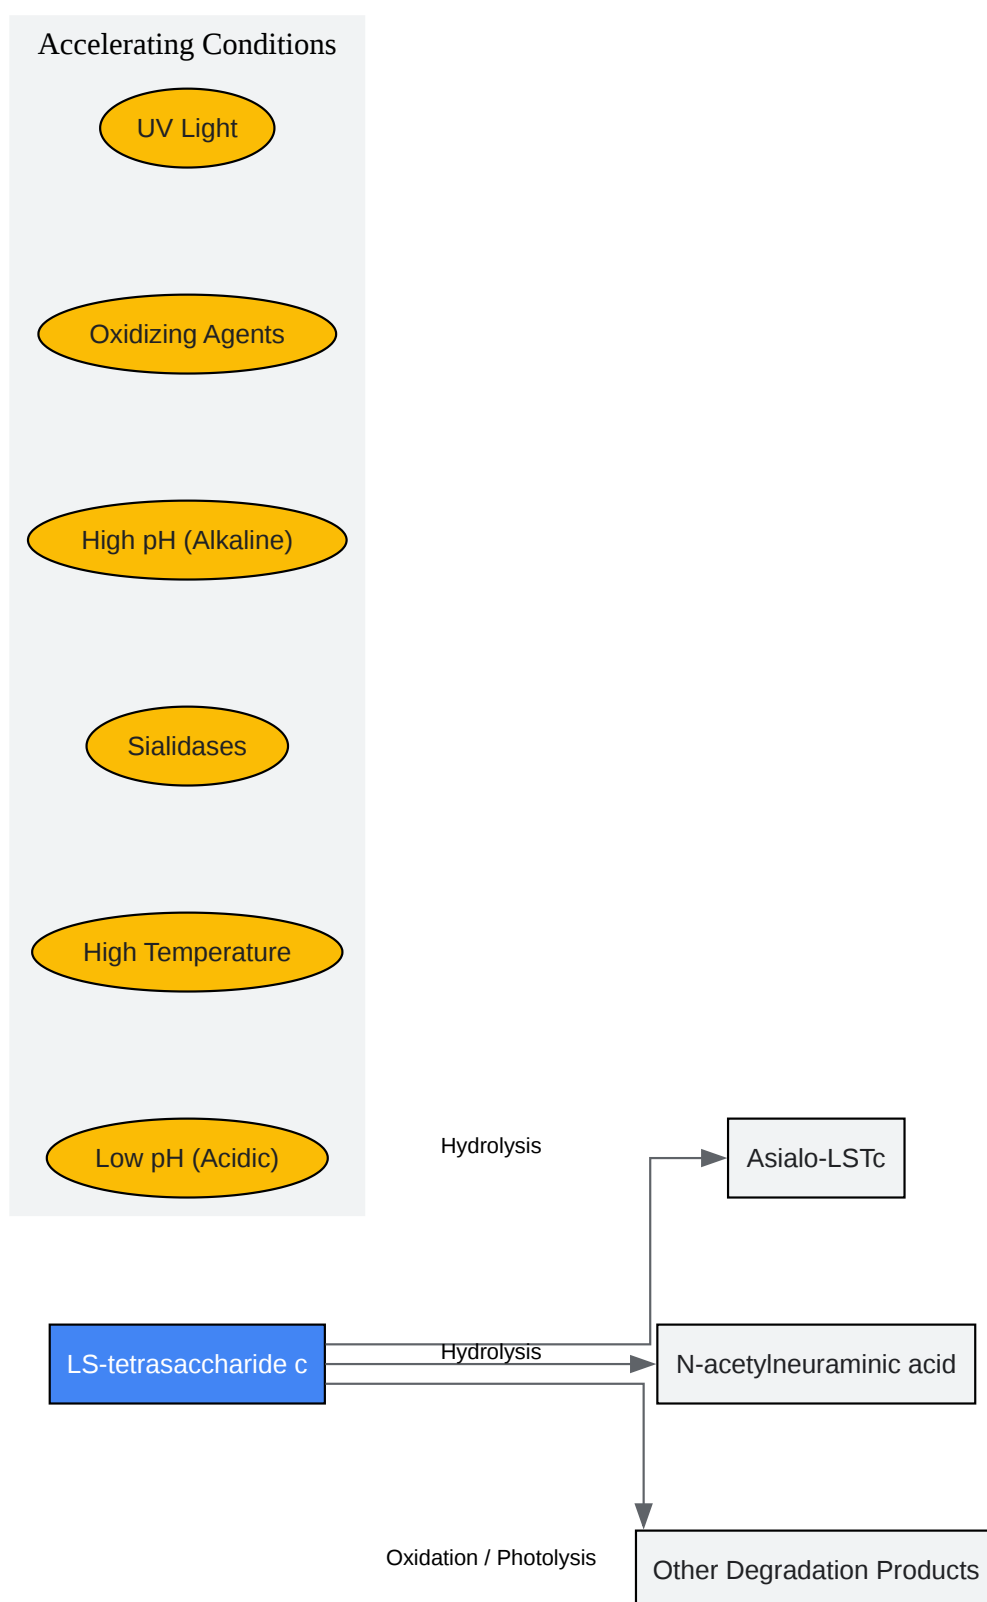 Accelerating Conditions
UV Light
Oxidizing Agents
High pH (Alkaline)
Sialidases
High Temperature
Low pH (Acidic)
Hydrolysis
Asialo-LSTc
LS-tetrasaccharide c
Hydrolysis
N-acetylneuraminic acid
Oxidation / Photolysis
Other Degradation Products